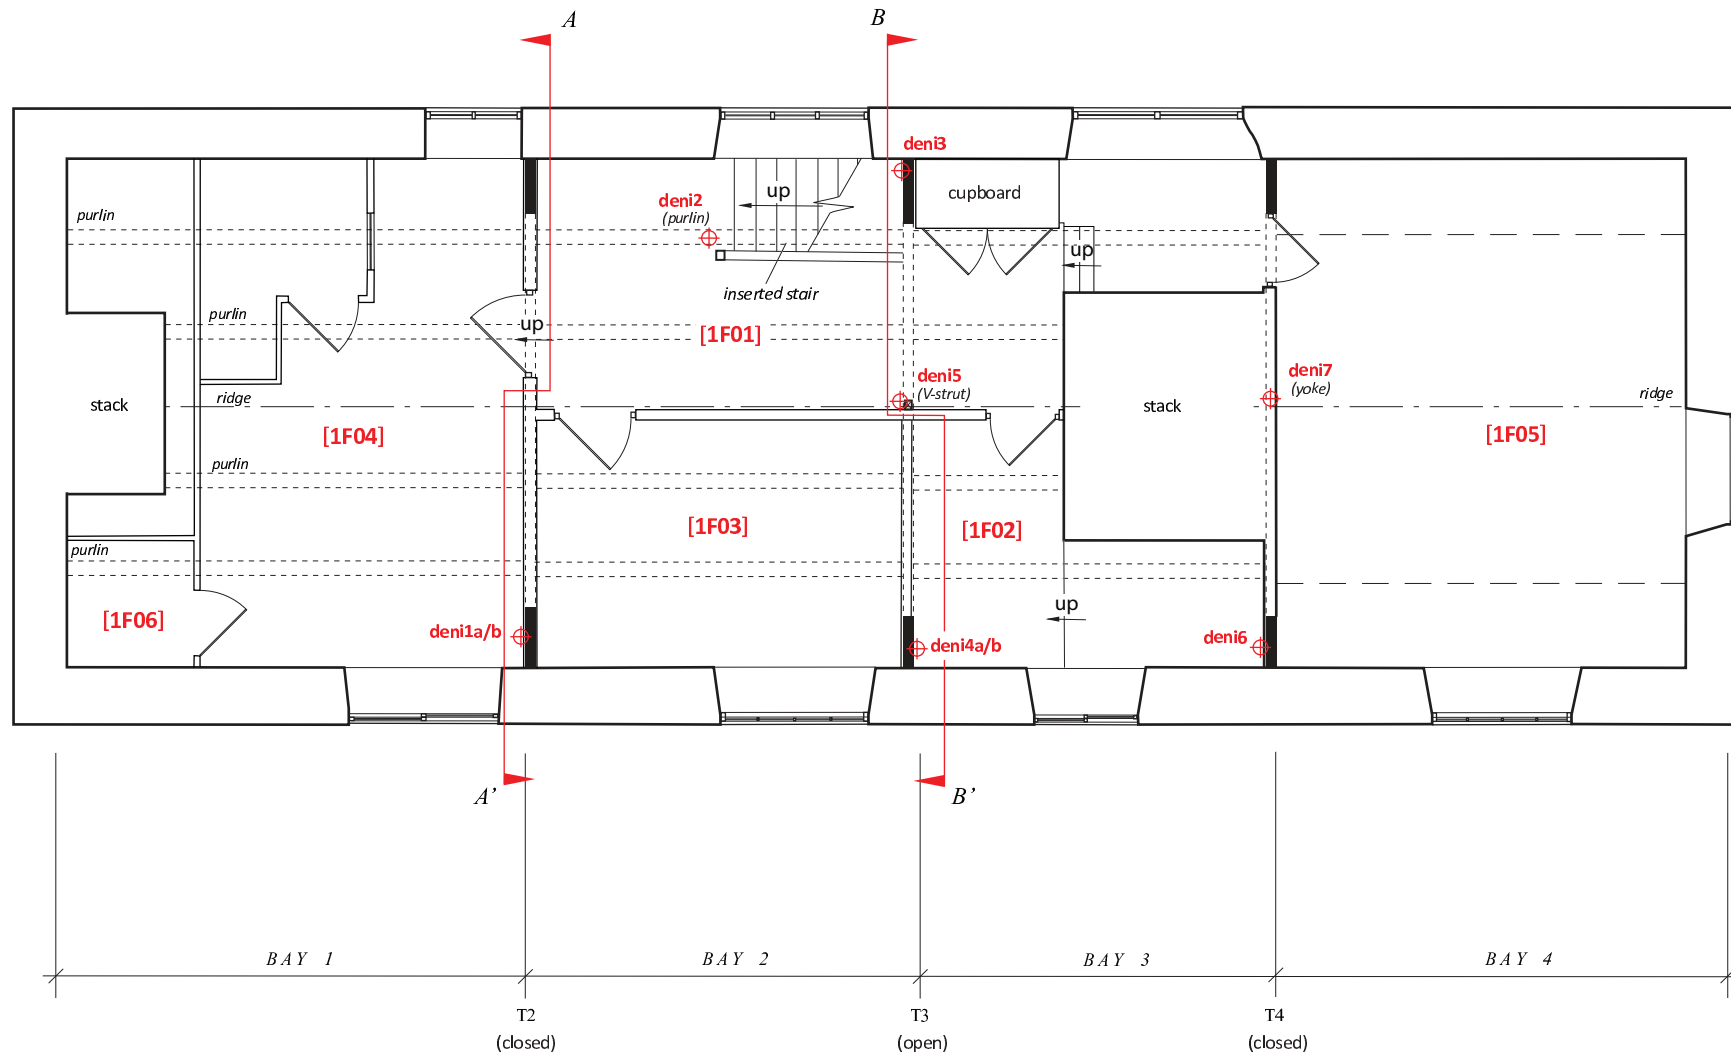 A
B
deni3
cupboard
up
deni2
(purlin)
purlin
up
inserted stair
purlin
up
[1F01]
deni5
(V-strut)
deni7
(yoke)
stack
ridge
stack
ridge
[1F04]
[1F05]
purlin
[1F03]
[1F02]
purlin
[1F06]
up
deni1a/b
deni4a/b
deni6
A’
B’
BAY 1
BAY 2
BAY 3
BAY 4
T2
(closed)
T3
(open)
T4
(closed)